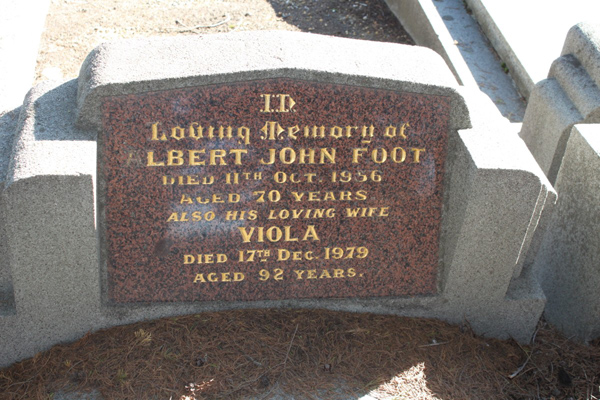 In
Loving Memory of
ALBERT JOHN FOOT
DIED 11TH OCT. 1956
AGED 70 YEARS
ALSO HIS LOVING WIFE
VIOLA
DIED 17TH DEC. 1979
AGED 92 YEARS.